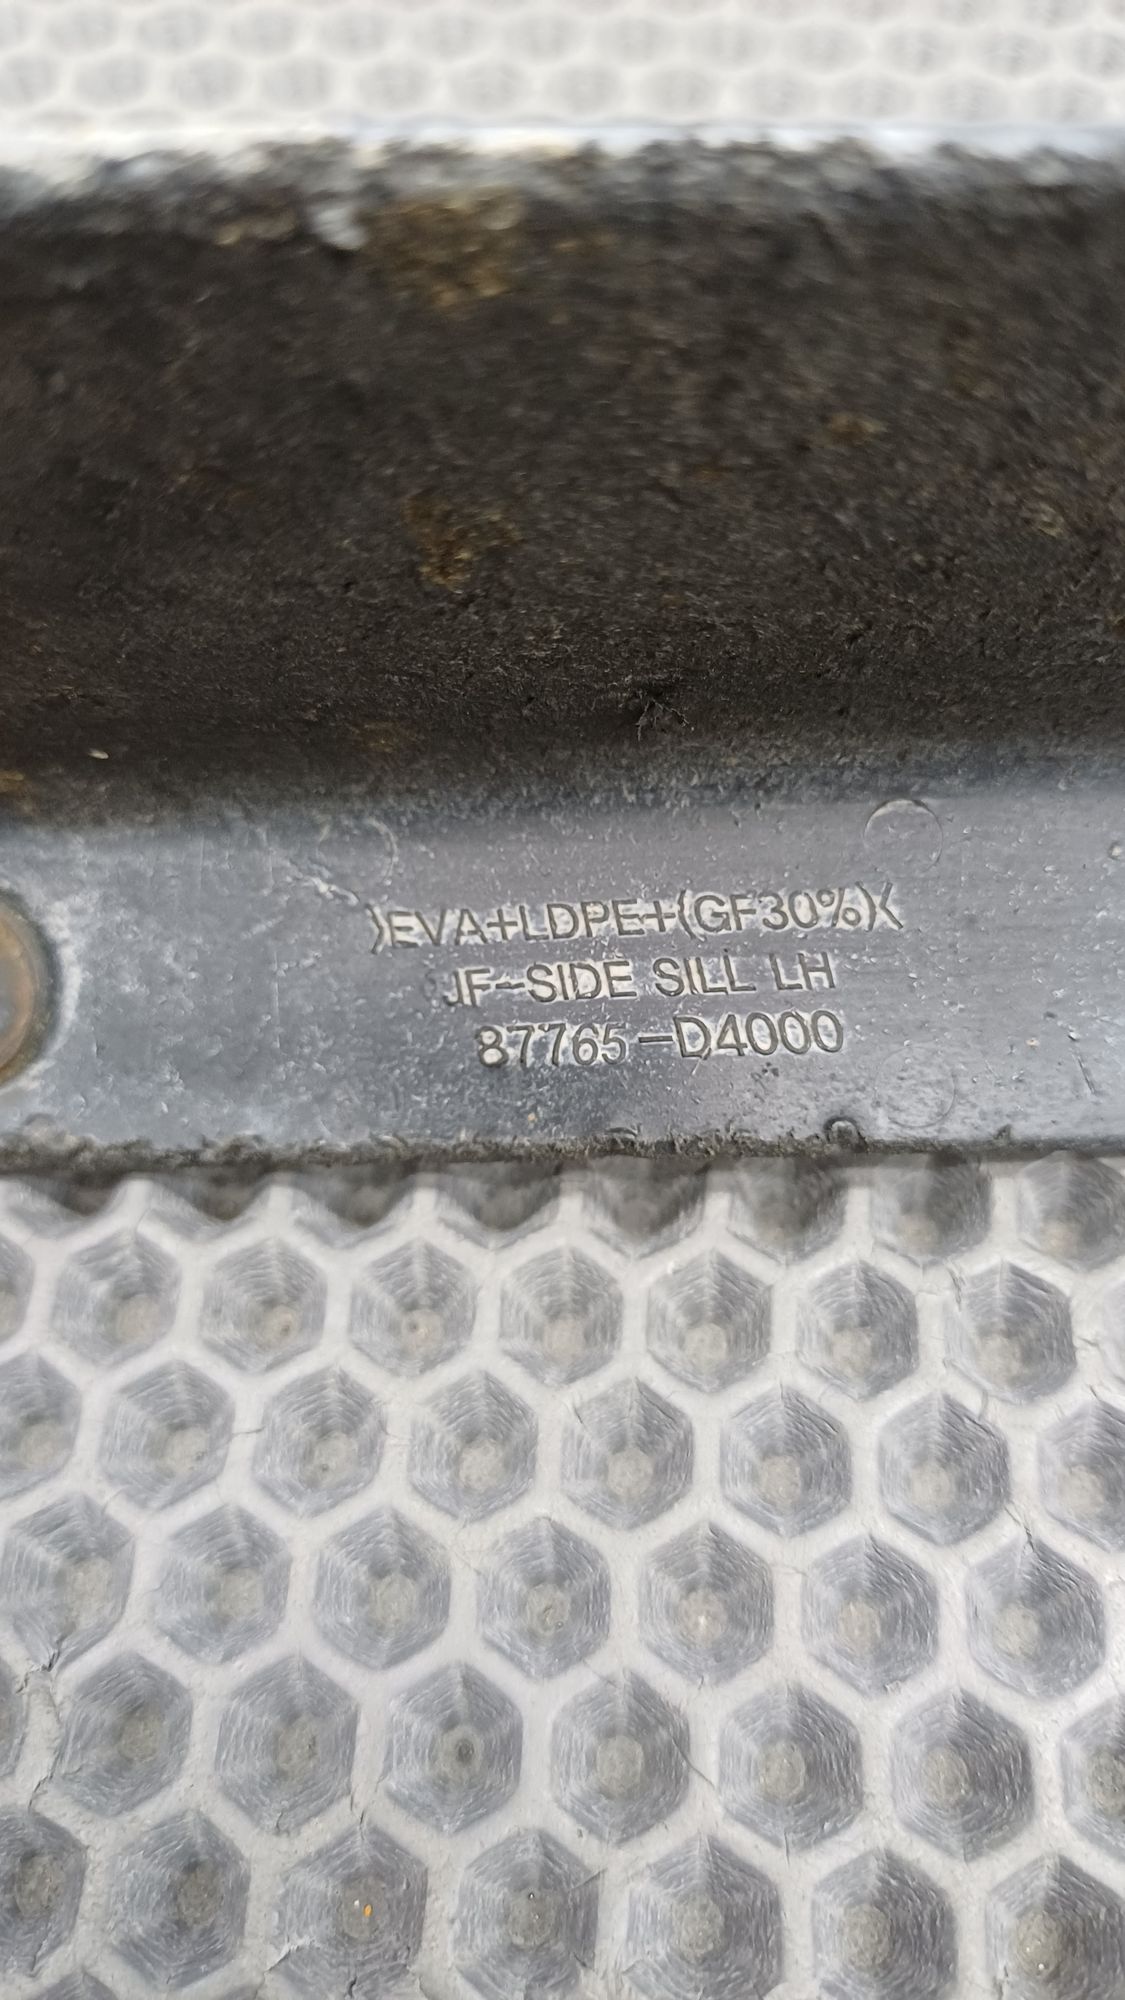 >EVA+LDPE+(GF30%)<
JF-SIDE SILL LH
87765-D4000